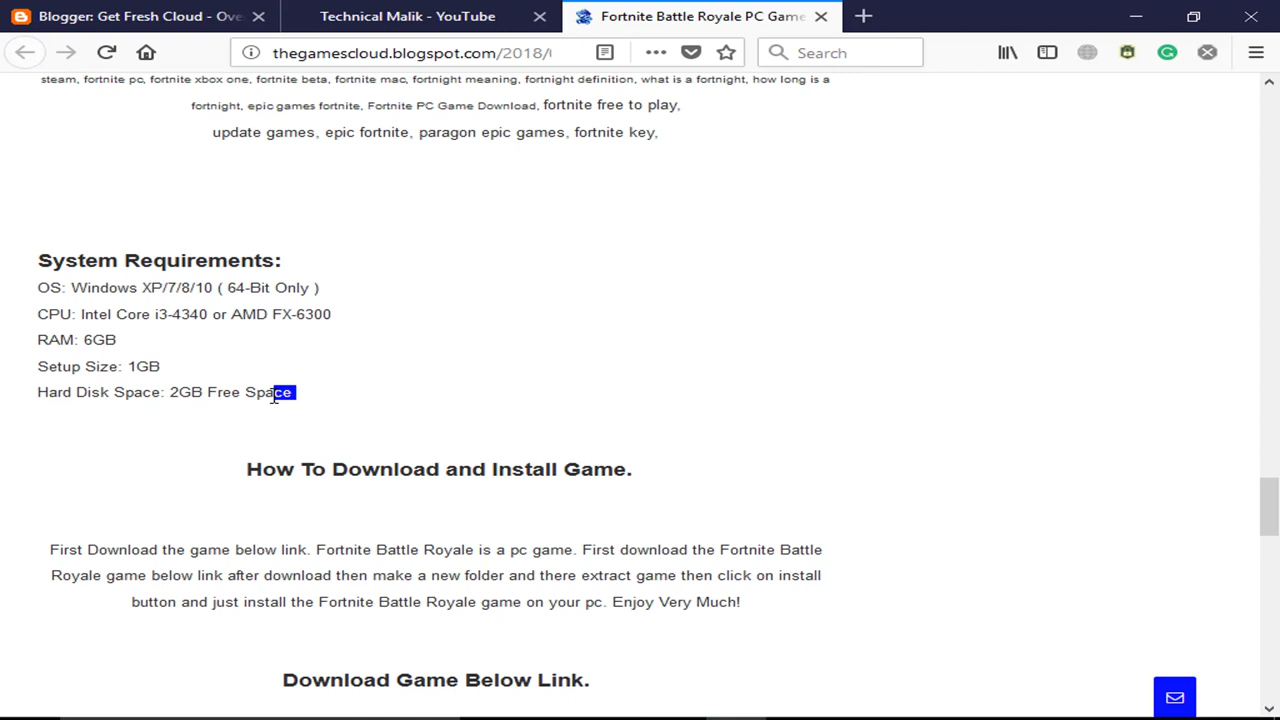 Blogger: Get Fresh Cloud - Ove
Technical Malik - YouTube
Fortnite Battle Royale PC Game
thegamescloud.blogspot.com/2018/
Search
steam, fortnite pc, fortnite xbox one, fortnite beta, fortnite mac, fortnight meaning, fortnight definition, what is a fortnight, how long is a
fortnight, epic games fortnite, Fortnite PC Game Download, fortnite free to play,
update games, epic fortnite, paragon epic games, fortnite key,
System Requirements:
OS: Windows XP/7/8/10 ( 64-Bit Only )
CPU: Intel Core i3-4340 or AMD FX-6300
RAM: 6GB
Setup Size: 1GB
Hard Disk Space: 2GB Free Space
How To Download and Install Game.
First Download the game below link. Fortnite Battle Royale is a pc game. First download the Fortnite Battle
Royale game below link after download then make a new folder and there extract game then click on install
button and just install the Fortnite Battle Royale game on your pc. Enjoy Very Much!
Download Game Below Link.